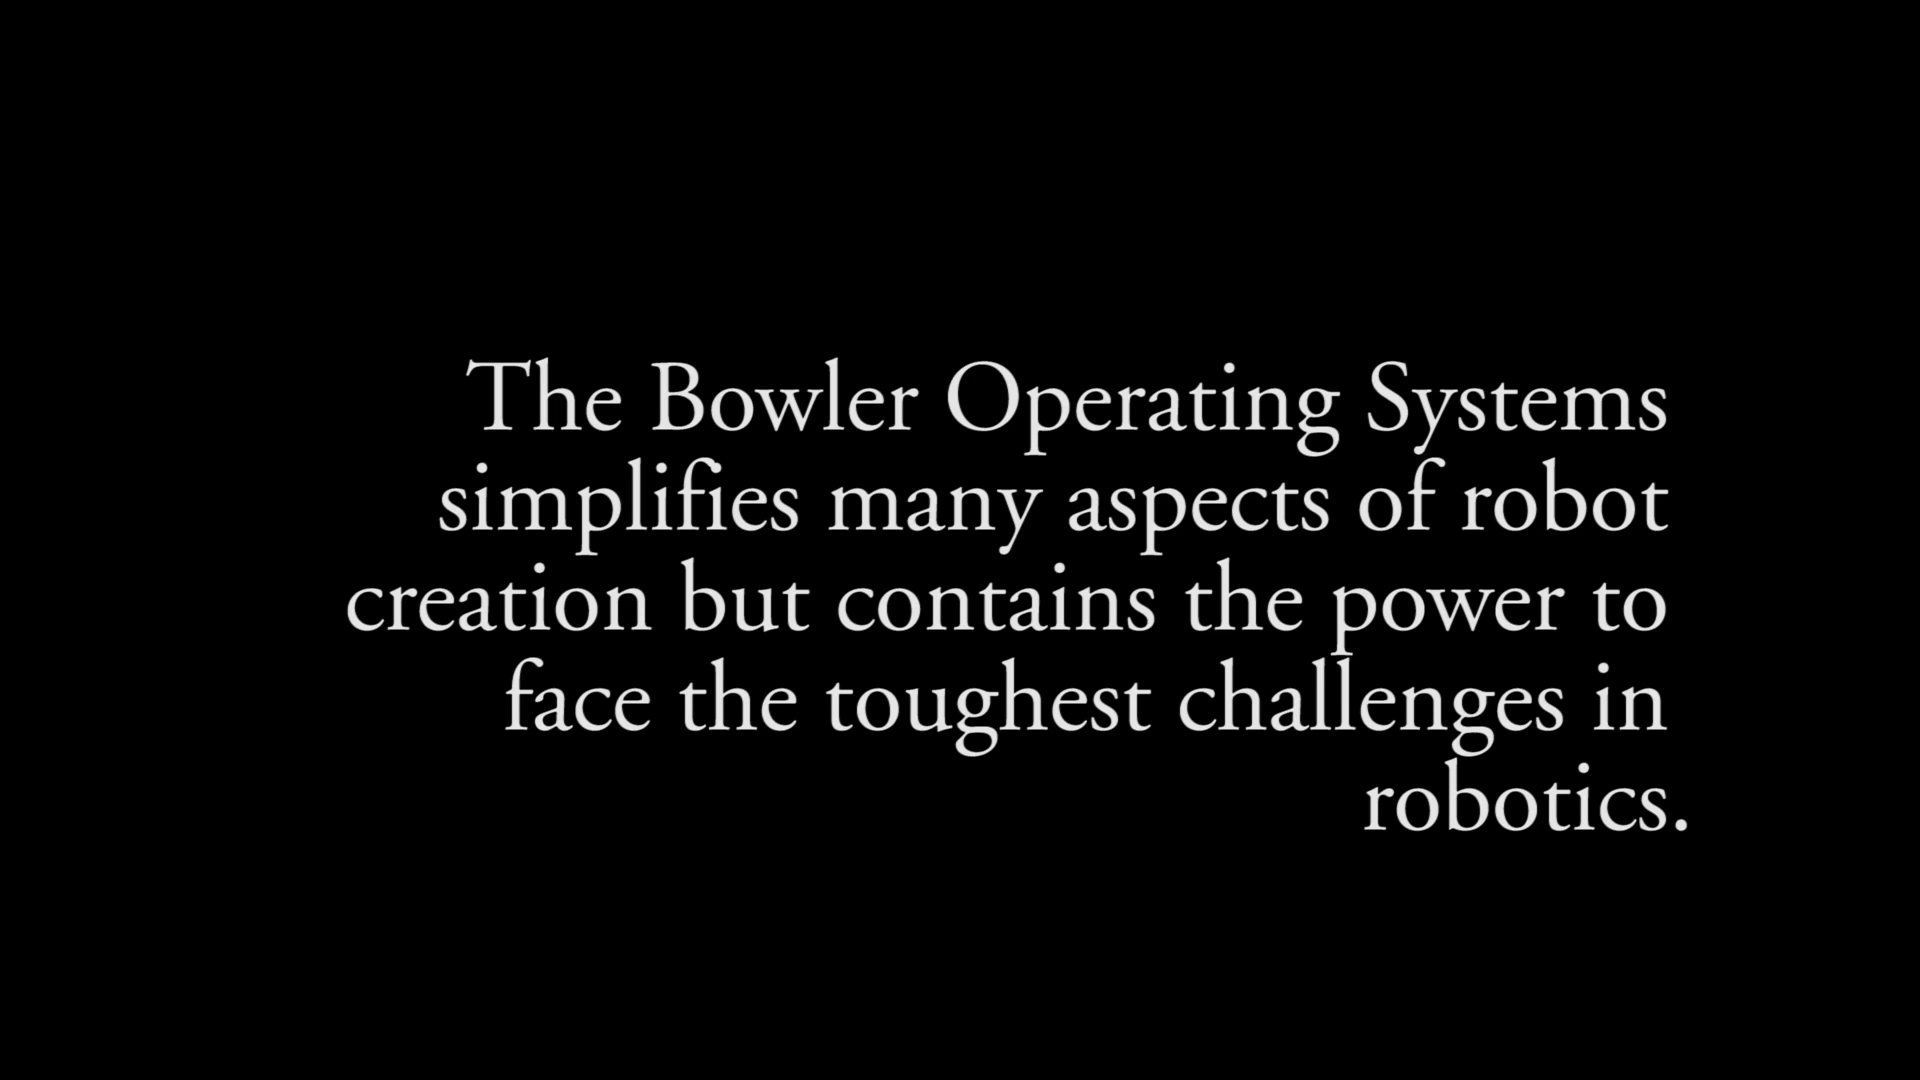 The Bowler Operating Systems
simplifies many aspects of robot
creation but contains the power to
face the toughest challenges in
robotics.